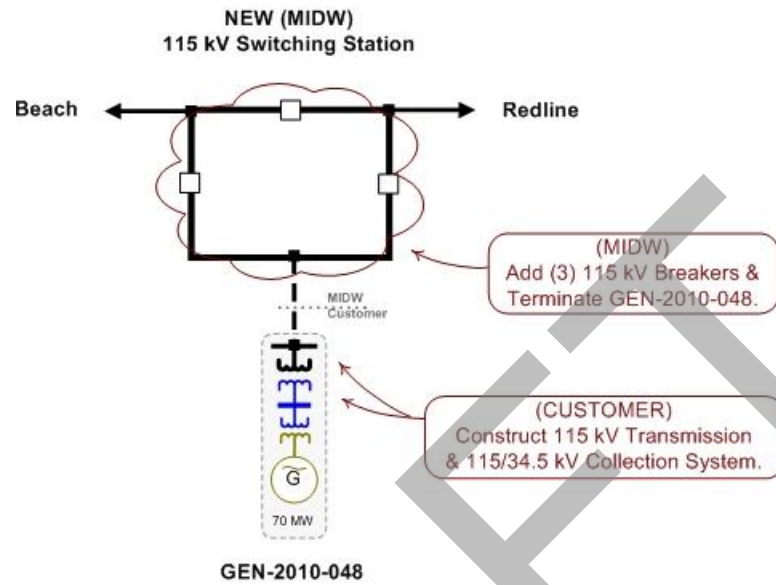 NEW (MIDW)
115 kV Switching Station
Beach
Redline
(MIDW)
Add (3) 115 kV Breakers &
Terminate GEN-2010-048.
MIDW
Customer
(CUSTOMER)
Construct 115 kV Transmission
& 115/34.5 kV Collection System.
G
70 MW
GEN-2010-048